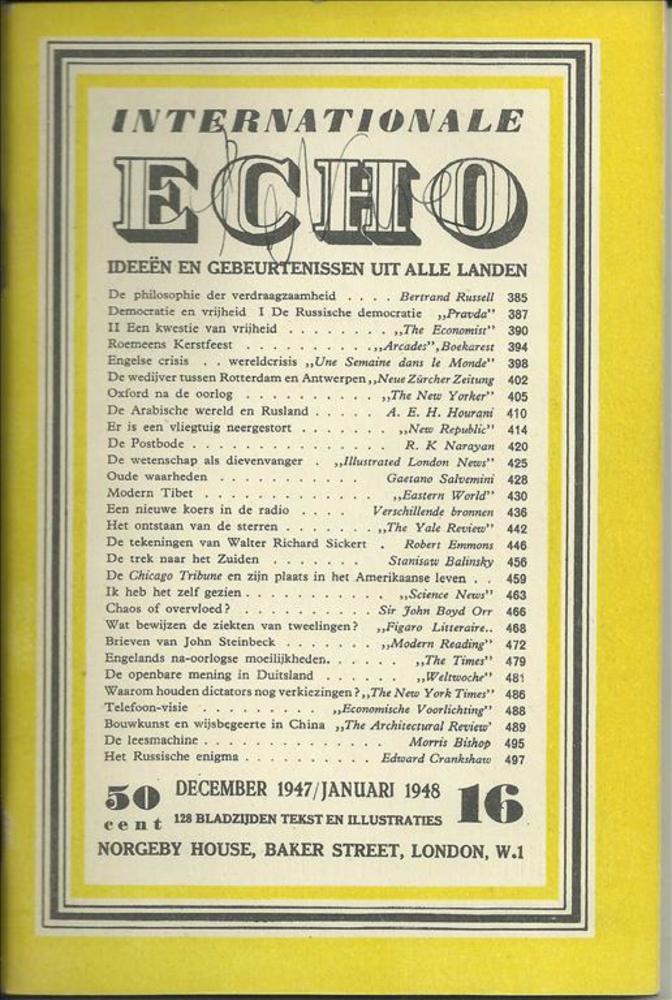 INTERNATIONALE
ECHO
IDEEËN EN GEBEURTENISSEN UIT ALLE LANDEN
De philosophie der verdraagzaamheid . . . . Bertrand Russell 385
Democratie en vrijheid I De Russische democratie „Pravda" 387
II Een kwestie van vrijheid . . . . . . . . „The Economist" 390
Roemeens Kerstfeest . . . . . . . . . . „Arcades", Boekarest 394
Engelse crisis . . wereldcrisis „Une Semaine dans le Monde" 398
De wedijver tussen Rotterdam en Antwerpen „Neue Zürcher Zeitung 402
Oxford na de oorlog . . . . . . . . . . „The New Yorker" 405
De Arabische wereld en Rusland . . . . . A. E. H. Hourani 410
Er is een vliegtuig neergestort . . . . . . . „New Republic" 414
De Postbode . . . . . . . . . . . . . . . . R. K Narayan 420
De wetenschap als dievenvanger . „Illustrated London News" 425
Oude waarheden . . . . . . . . . . . Gaetano Salvemini 428
Modern Tibet . . . . . . . . . . . . . . „Eastern World" 430
Een nieuwe koers in de radio . . . . Verschillende bronnen 436
Het ontstaan van de sterren . . . . . . . „The Yale Review" 442
De tekeningen van Walter Richard Sickert . Robert Emmons 446
De trek naar het Zuiden . . . . . . . Stanisaw Balinsky 456
De Chicago Tribune en zijn plaats in het Amerikaanse leven . . 459
Ik heb het zelf gezien . . . . . . . . . . . „Science News" 463
Chaos of overvloed? . . . . . . . . . . . Sir John Boyd Orr 466
Wat bewijzen de ziekten van tweelingen? „Figaro Litteraire.. 468
Brieven van John Steinbeck . . . . . . . „Modern Reading" 472
Engelands na-oorlogse moeilijkheden. . . . . . „The Times" 479
De openbare mening in Duitsland . . . . . . „Weltwoche" 481
Waarom houden dictators nog verkiezingen? „The New York Times" 486
Telefoon-visie . . . . . . . . . „Economische Voorlichting" 488
Bouwkunst en wijsbegeerte in China „The Architectural Review' 489
De leesmachine . . . . . . . . . . . . . . . Morris Bishop 495
Het Russische enigma . . . . . . . . . . Edward Crankshaw 497
50 cent
DECEMBER 1947/JANUARI 1948
128 BLADZIJDEN TEKST EN ILLUSTRATIES
16
NORGEBY HOUSE, BAKER STREET, LONDON, W.1